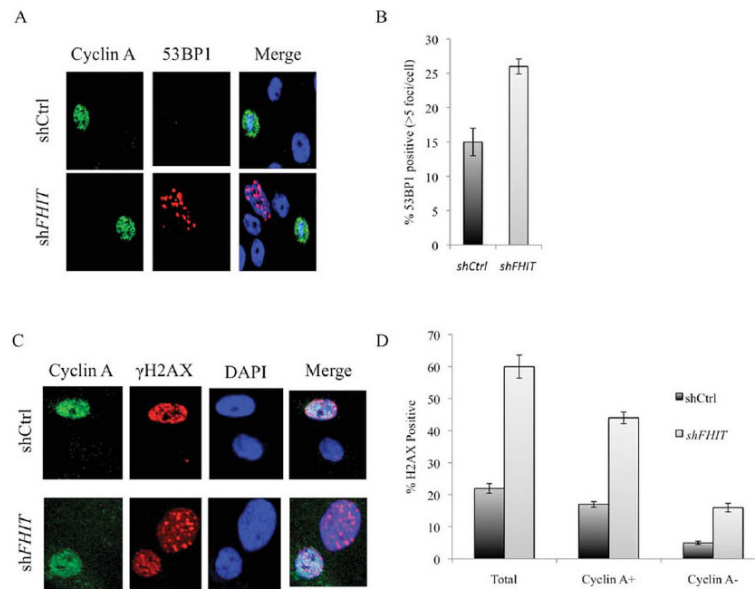 A
Cyclin A 53BP1 Merge
shCtrl
shFHIT
B
% 53BP1 positive (>5 foci/cell)
30
25
20
15
10
5
0
shCtrl shFHIT
C
Cyclin A γH2AX DAPI Merge
shCtrl
shFHIT
D
% H2AX Positive
70
60
50
40
30
20
10
0
Total Cyclin A+ Cyclin A-
shCtrl
shFHIT